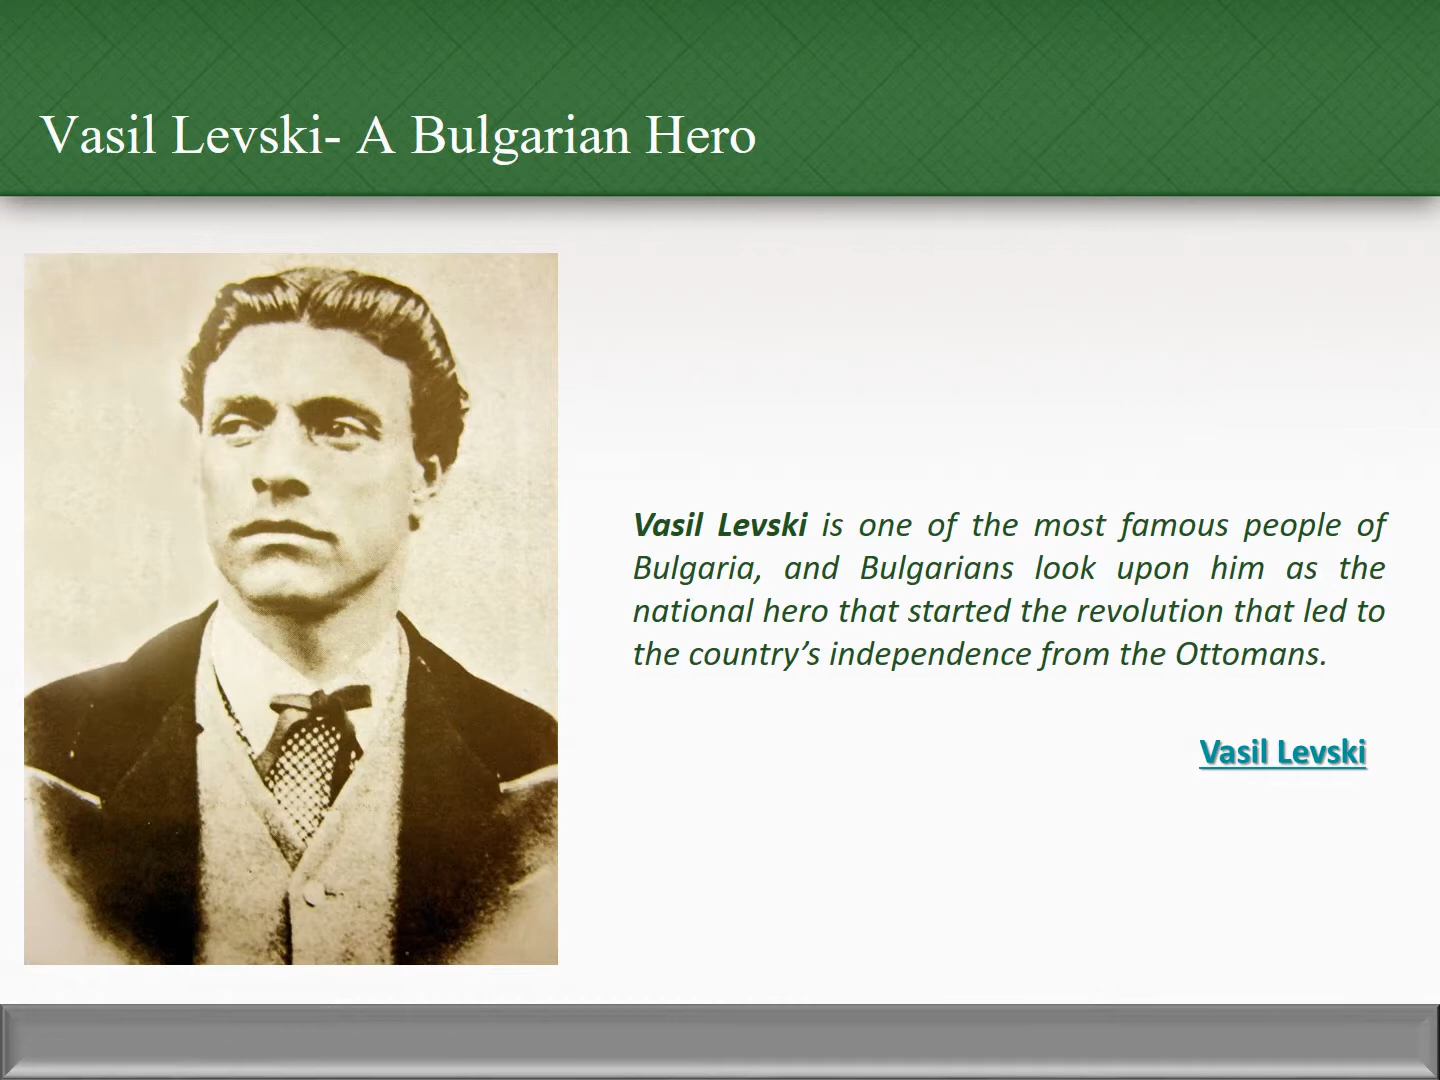 Vasil Levski- A Bulgarian Hero
Vasil Levski is one of the most famous people of
Bulgaria, and Bulgarians look upon him as the
national hero that started the revolution that led to
the country’s independence from the Ottomans.
Vasil Levski